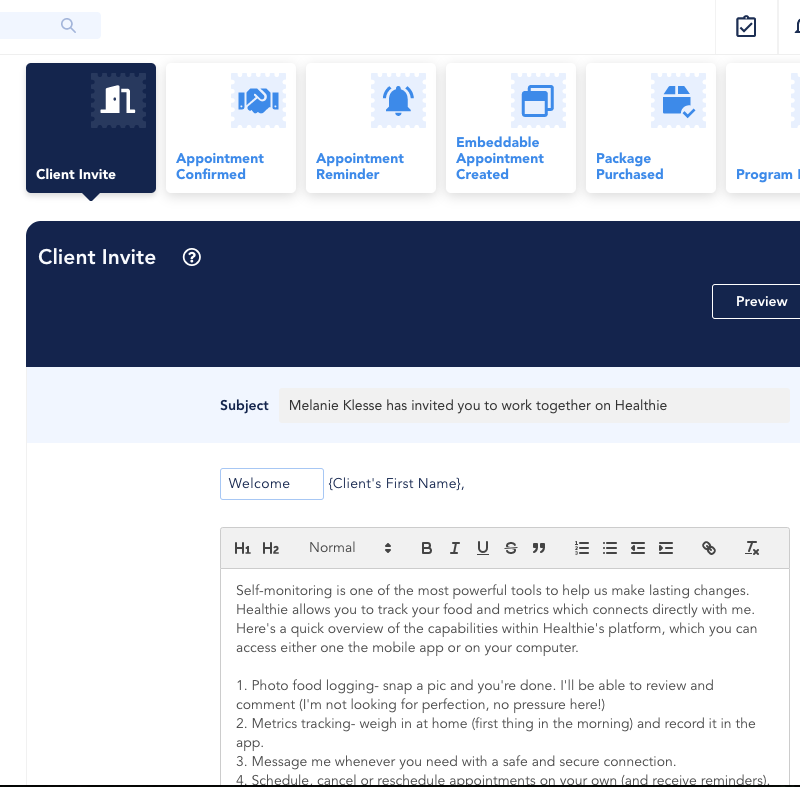 Client Invite
Appointment
Confirmed
Appointment
Reminder
Embeddable
Appointment
Created
Package
Purchased
Program
Client Invite
Preview
Subject
Melanie Klesse has invited you to work together on Healthie
Welcome {Client's First Name},
H1 H2 Normal B I U S
Self-monitoring is one of the most powerful tools to help us make lasting changes.
Healthie allows you to track your food and metrics which connects directly with me.
Here's a quick overview of the capabilities within Healthie's platform, which you can
access either one the mobile app or on your computer.
1. Photo food logging- snap a pic and you're done. I'll be able to review and
comment (I'm not looking for perfection, no pressure here!)
2. Metrics tracking- weigh in at home (first thing in the morning) and record it in the
app.
3. Message me whenever you need with a safe and secure connection.
4. Schedule, cancel or reschedule appointments on your own (and receive reminders).